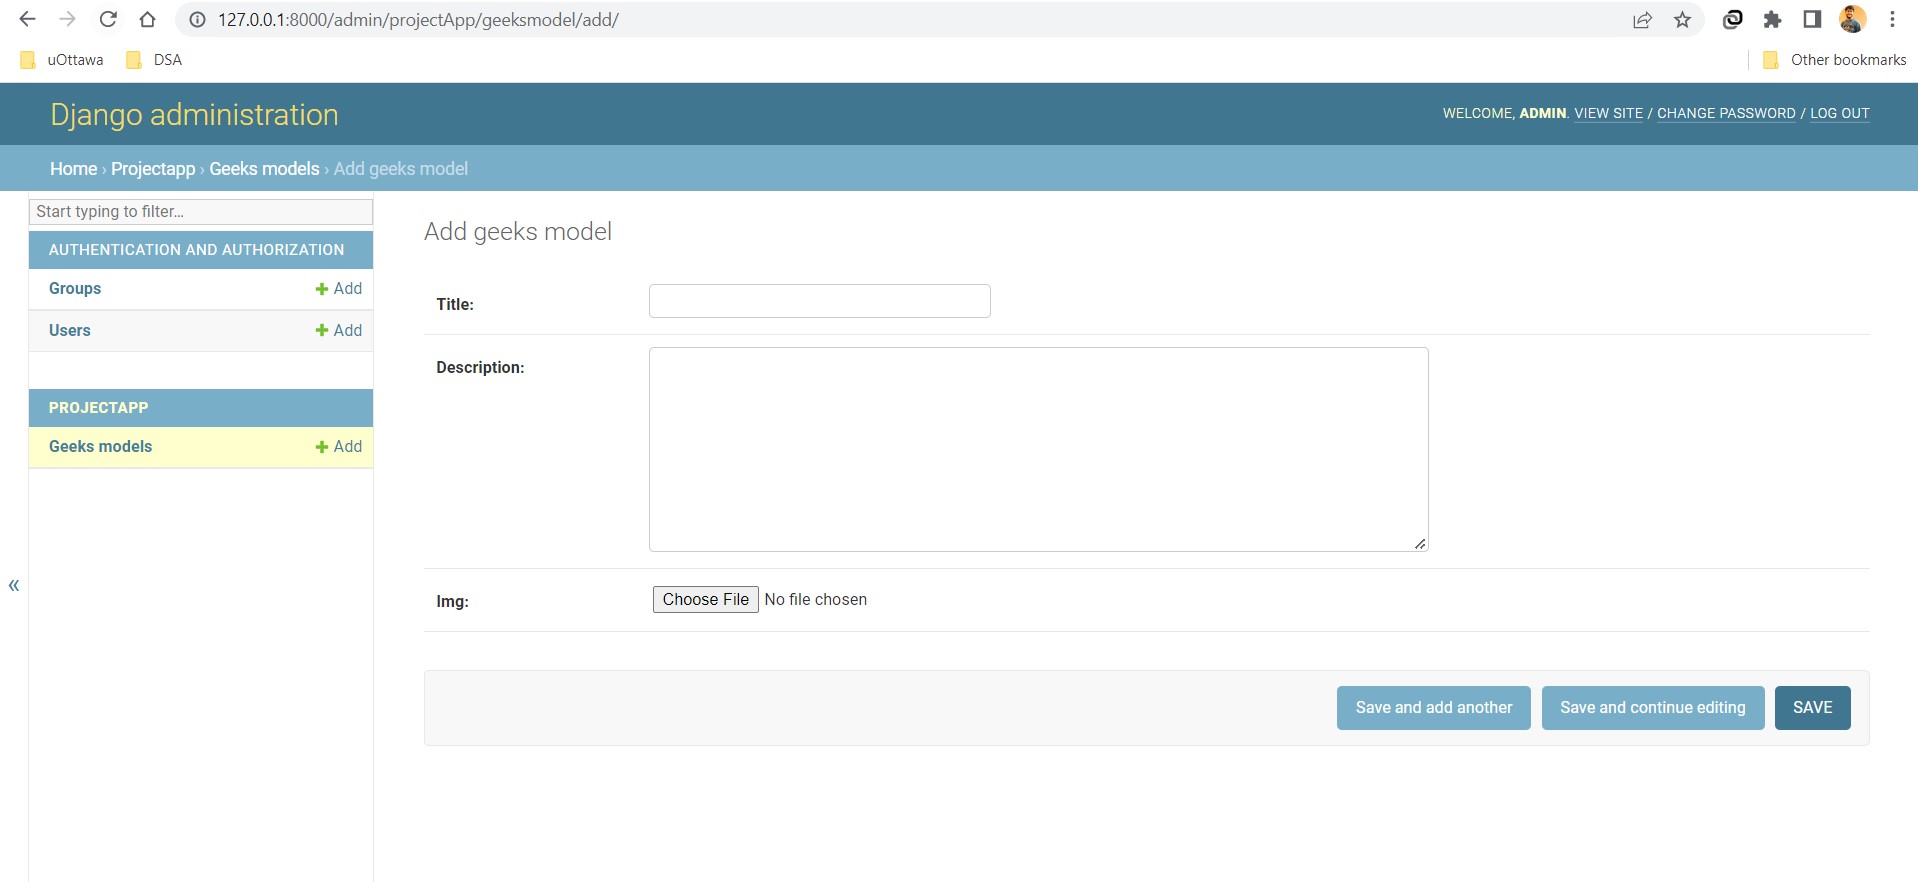 127.0.0.1:8000/admin/projectApp/geeksmodel/add/
uOttawa DSA Other bookmarks
Django administration
WELCOME, ADMIN. VIEW SITE / CHANGE PASSWORD / LOG OUT
Home › Projectapp › Geeks models › Add geeks model
Start typing to filter...
AUTHENTICATION AND AUTHORIZATION
Groups Add
Users Add
PROJECTAPP
Geeks models Add
«
Add geeks model
Title:
Description:
Img: Choose File No file chosen
Save and add another Save and continue editing SAVE